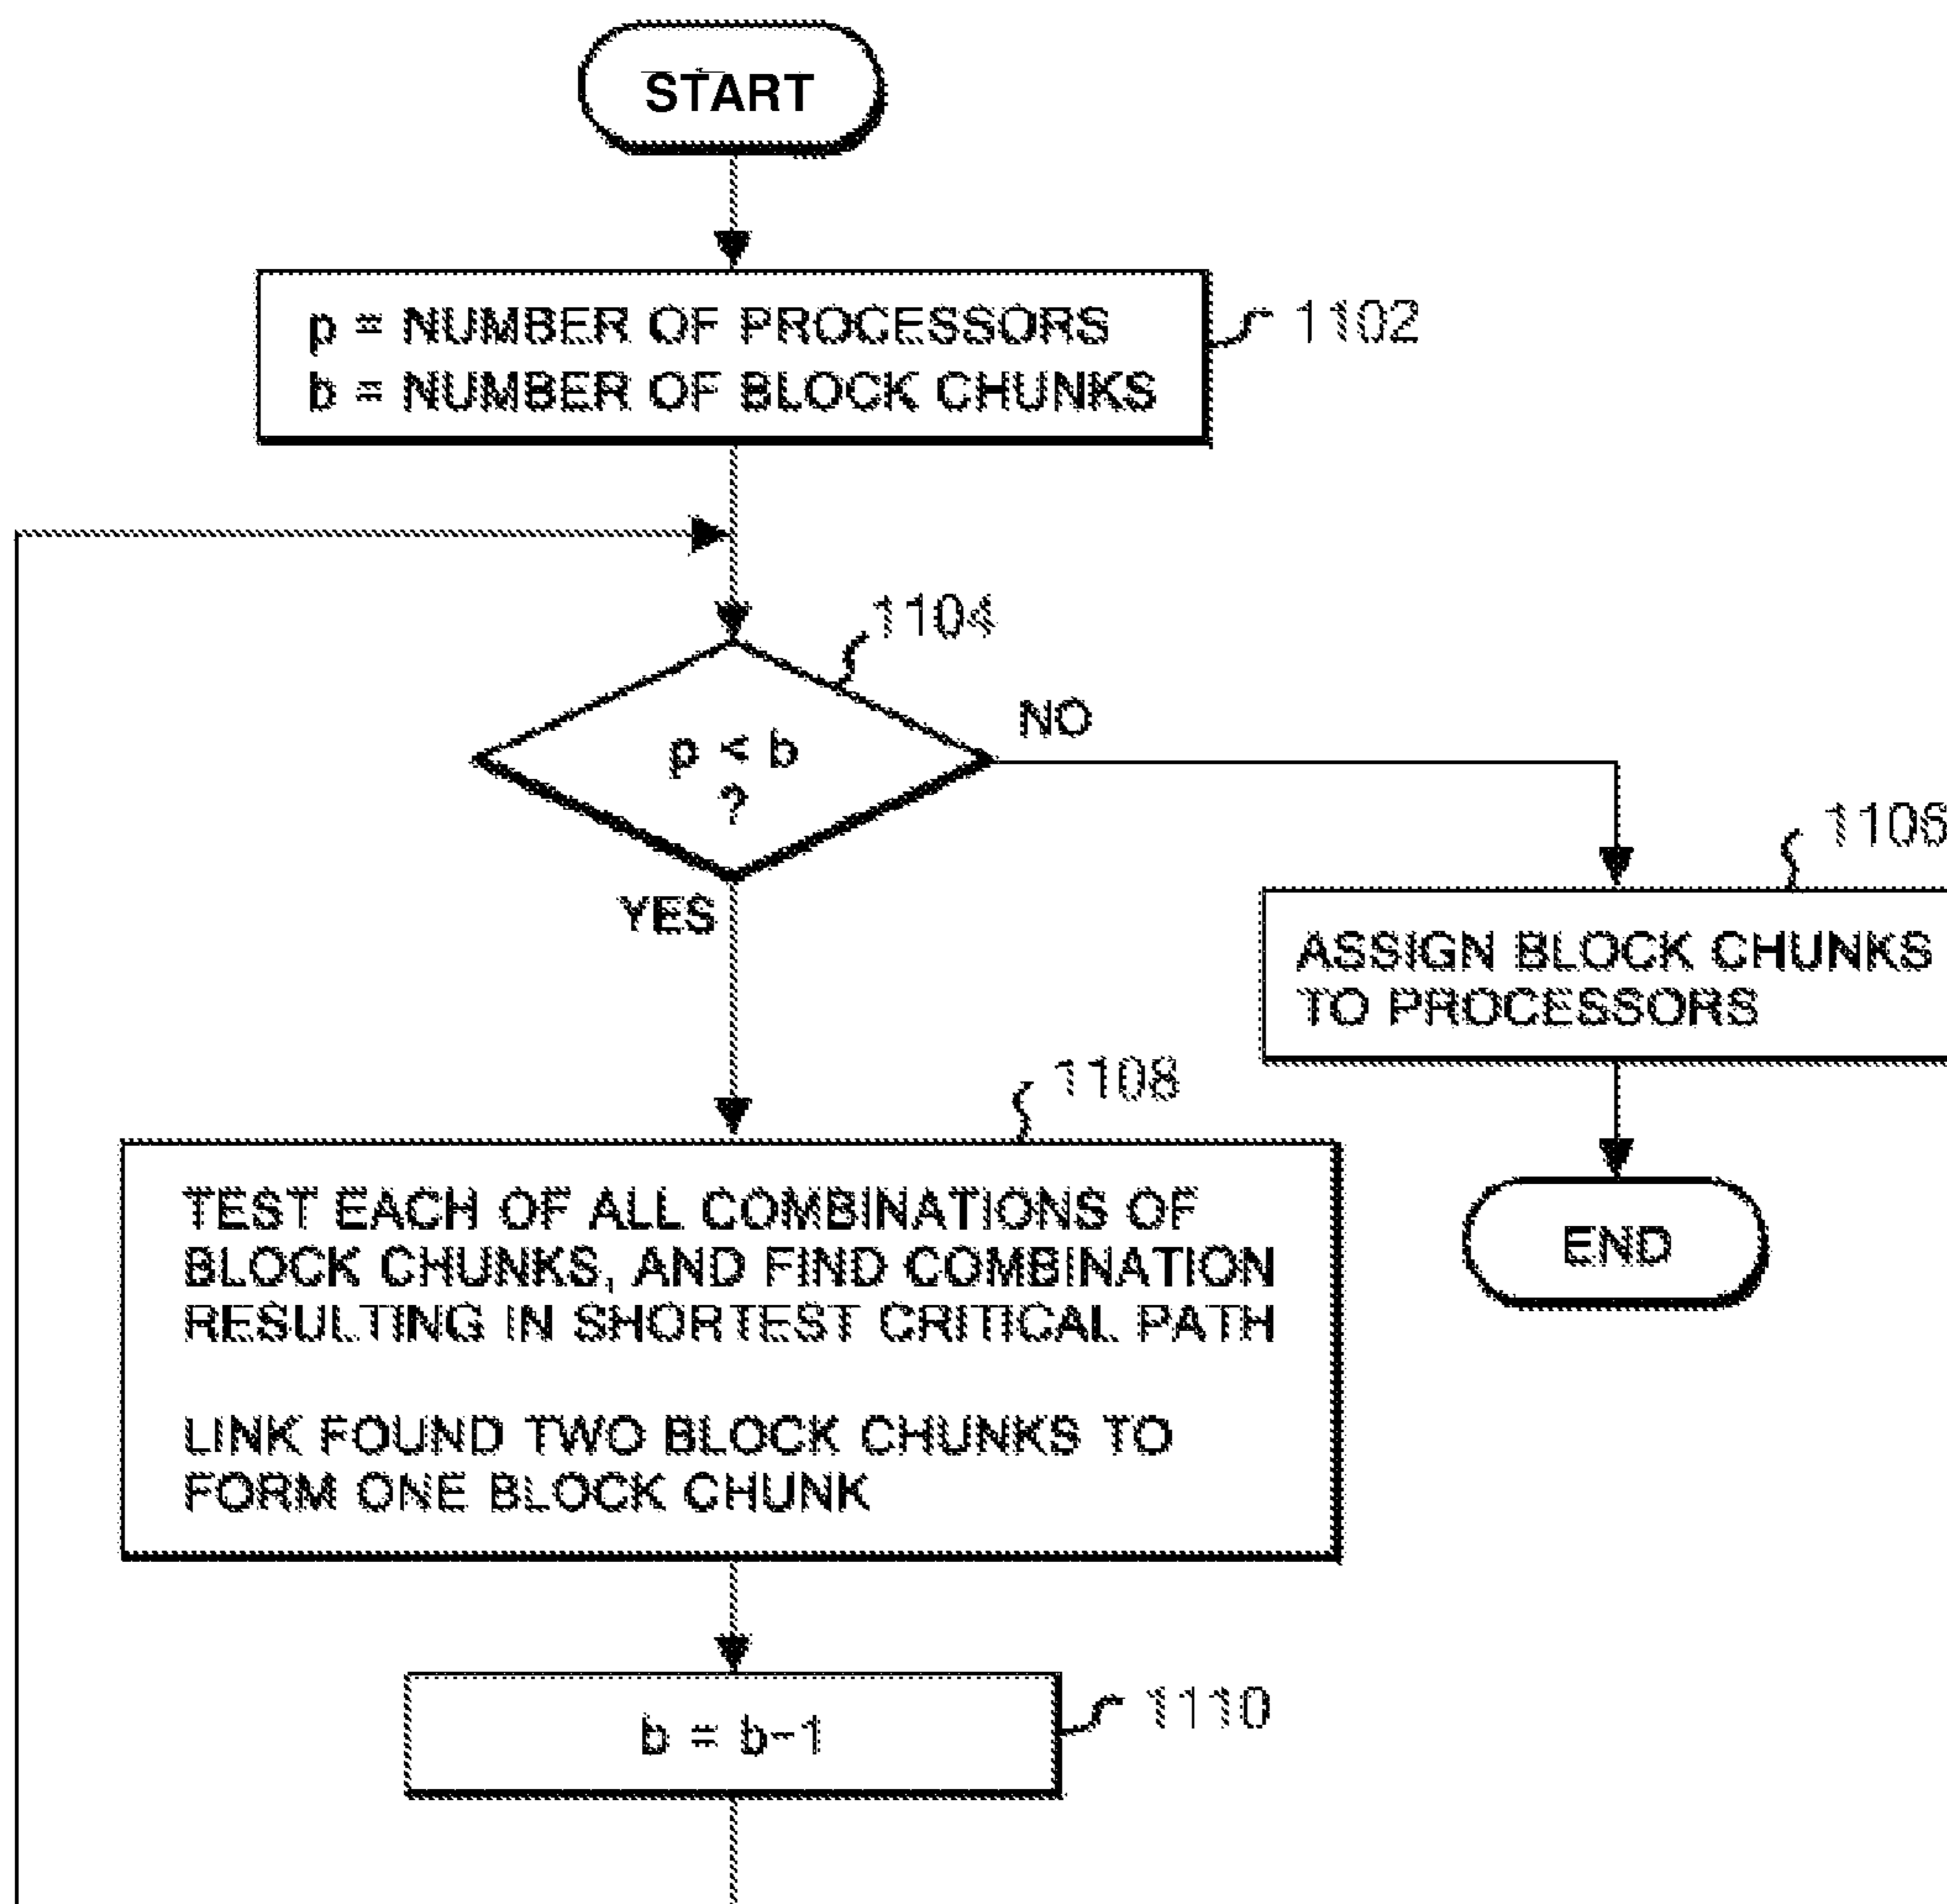 START
p = NUMBER OF PROCESSORS
b = NUMBER OF BLOCK CHUNKS
1102
1104
p < b
?
NO
YES
1106
ASSIGN BLOCK CHUNKS
TO PROCESSORS
END
1108
TEST EACH OF ALL COMBINATIONS OF
BLOCK CHUNKS, AND FIND COMBINATION
RESULTING IN SHORTEST CRITICAL PATH
LINK FOUND TWO BLOCK CHUNKS TO
FORM ONE BLOCK CHUNK
b = b-1
1110